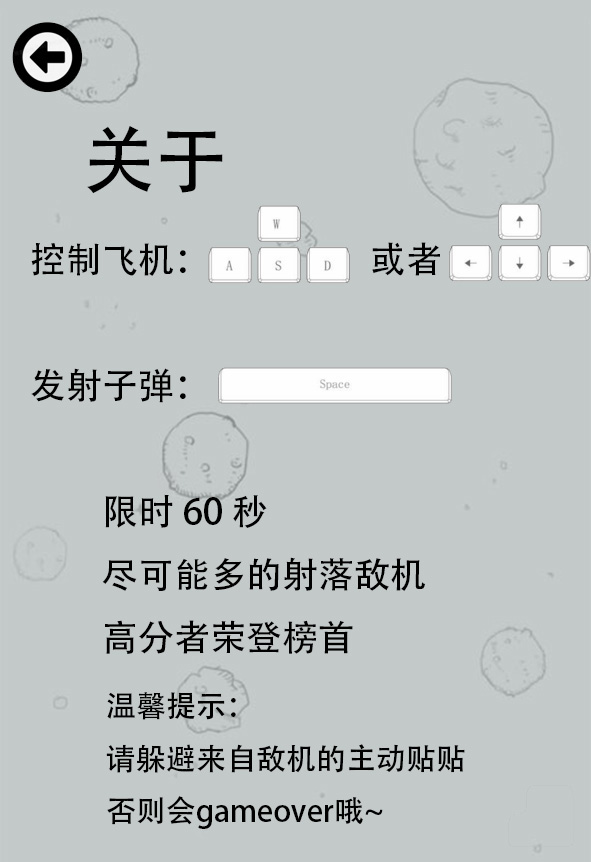 关于
W
控制飞机： A S D 或者 ← ↓ → ↑
发射子弹： Space
限时 60 秒
尽可能多的射落敌机
高分者荣登榜首
温馨提示：
请躲避来自敌机的主动贴贴
否则会gameover哦~